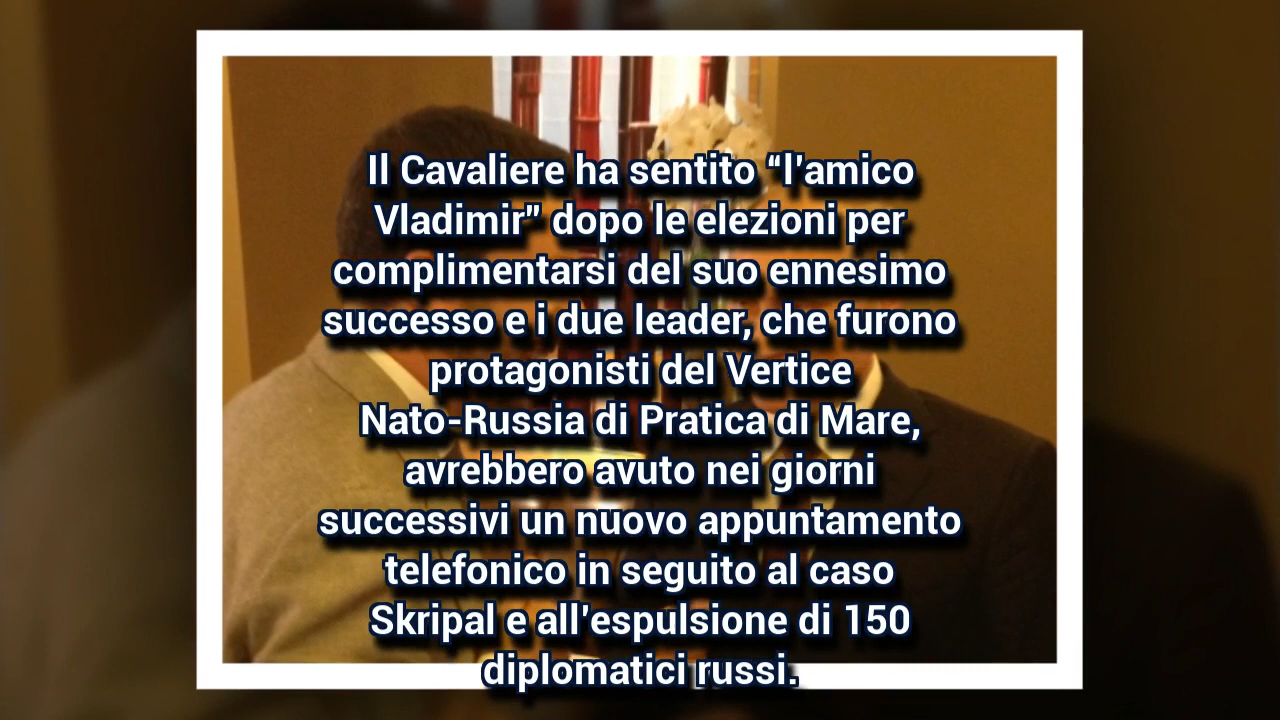 Il Cavaliere ha sentito “l'amico
Vladimir” dopo le elezioni per
complimentarsi del suo ennesimo
successo e i due leader, che furono
protagonisti del Vertice
Nato-Russia di Pratica di Mare,
avrebbero avuto nei giorni
successivi un nuovo appuntamento
telefonico in seguito al caso
Skripal e all'espulsione di 150
diplomatici russi.